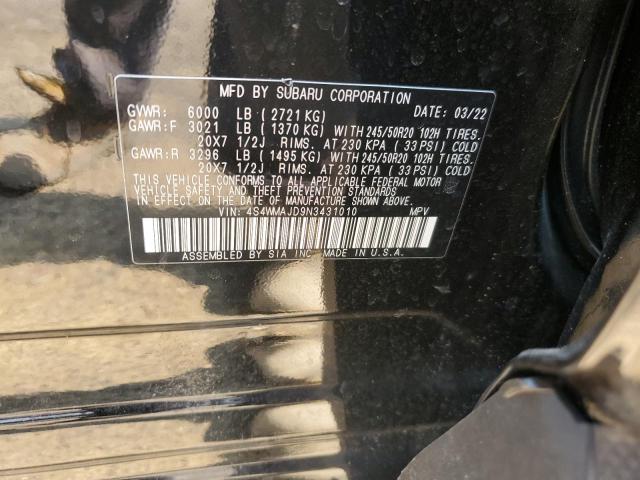 MFD BY SUBARU CORPORATION DATE: 03/22
GVWR: 6000 LB ( 2721 KG)
GAWR:F 3021 LB ( 1370 KG) WITH 245/50R20 102H TIRES.
20X7 1/2J RIMS. AT 230 KPA ( 33 PSI) COLD
GAWR:R 3296 LB ( 1495 KG) WITH 245/50R20 102H TIRES.
20X7 1/2J RIMS. AT 230 KPA ( 33 PSI) COLD
THIS VEHICLE CONFORMS TO ALL APPLICABLE FEDERAL MOTOR
VEHICLE SAFETY AND THEFT PREVENTION STANDARDS
IN EFFECT ON THE DATE OF MANUFACTURE SHOWN ABOVE.
VIN: 4S4WMAJD9N3431010 MPV
ASSEMBLED BY SIA INC. MADE IN U.S.A.